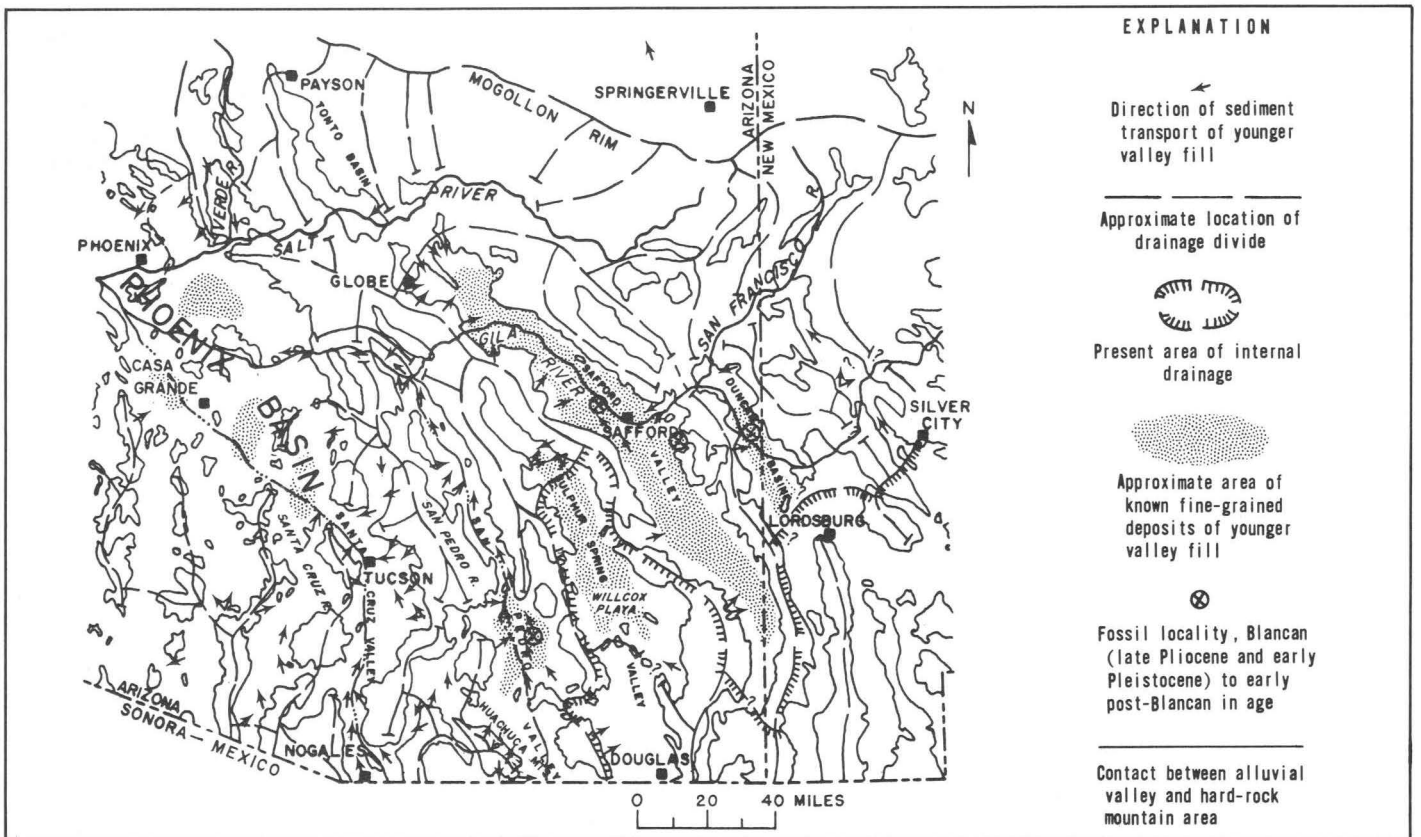 PAYSON
TONTO BASIN
MOGOLLON
RIM
SPRINGERVILLE
ARIZONA
NEW MEXICO
N
VERDE R.
PHOENIX
SALT
RIVER
GLOBE
PHOENIX
BASIN
CASA
GRANDE
GILA
RIVER
SAFFORD
SAFFORD
VALLEY
SAN FRANCISCO R.
DUNCAN
BASIN
SILVER
CITY
LORDSBURG
SANTA
CRUZ R.
SANTA
CRUZ VALLEY
TUCSON
SAN
PEDRO R.
SAN
PEDRO
VALLEY
SULPHUR
SPRING
VALLEY
WILLCOX
PLAYA
HUACHUCA MTS
ARIZONA
SONORA — MEXICO
NOGALES
DOUGLAS
0 20 40 MILES
EXPLANATION
Direction of sediment
transport of younger
valley fill
Approximate location of
drainage divide
Present area of internal
drainage
Approximate area of
known fine-grained
deposits of younger
valley fill
Fossil locality, Blancan
(late Pliocene and early
Pleistocene) to early
post-Blancan in age
Contact between alluvial
valley and hard-rock
mountain area